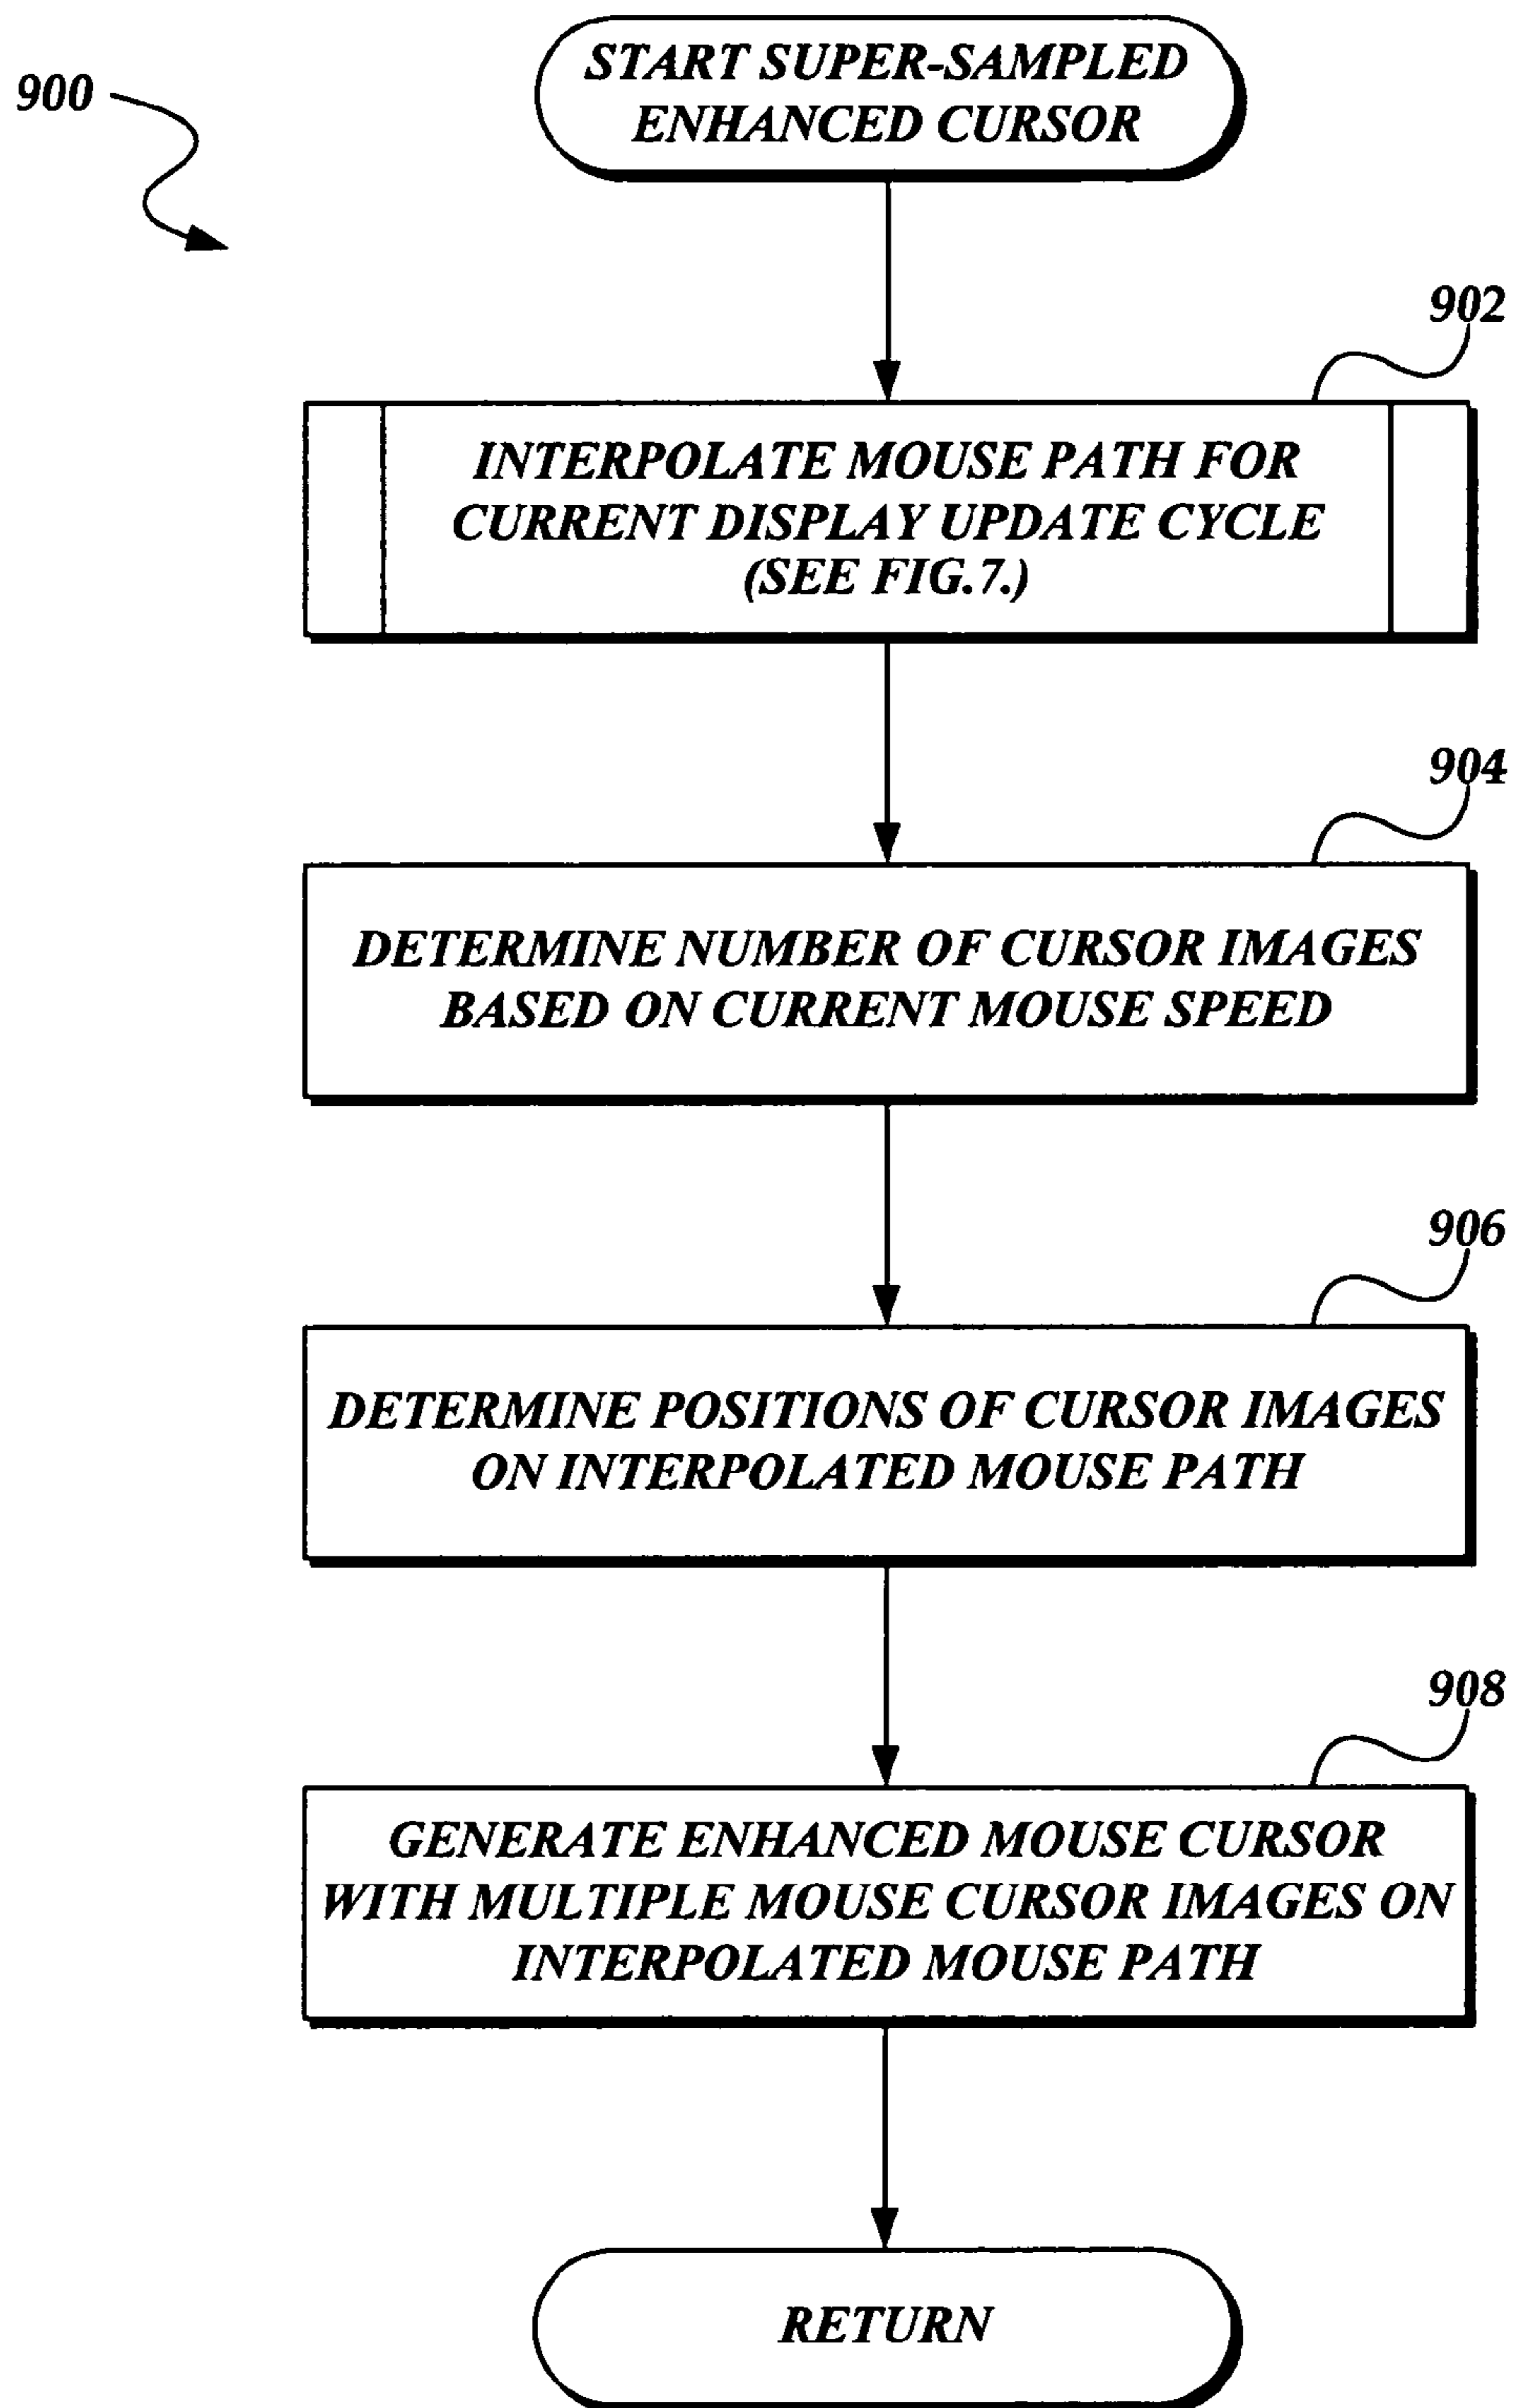 900
START SUPER-SAMPLED
ENHANCED CURSOR
902
INTERPOLATE MOUSE PATH FOR
CURRENT DISPLAY UPDATE CYCLE
(SEE FIG.7.)
904
DETERMINE NUMBER OF CURSOR IMAGES
BASED ON CURRENT MOUSE SPEED
906
DETERMINE POSITIONS OF CURSOR IMAGES
ON INTERPOLATED MOUSE PATH
908
GENERATE ENHANCED MOUSE CURSOR
WITH MULTIPLE MOUSE CURSOR IMAGES ON
INTERPOLATED MOUSE PATH
RETURN